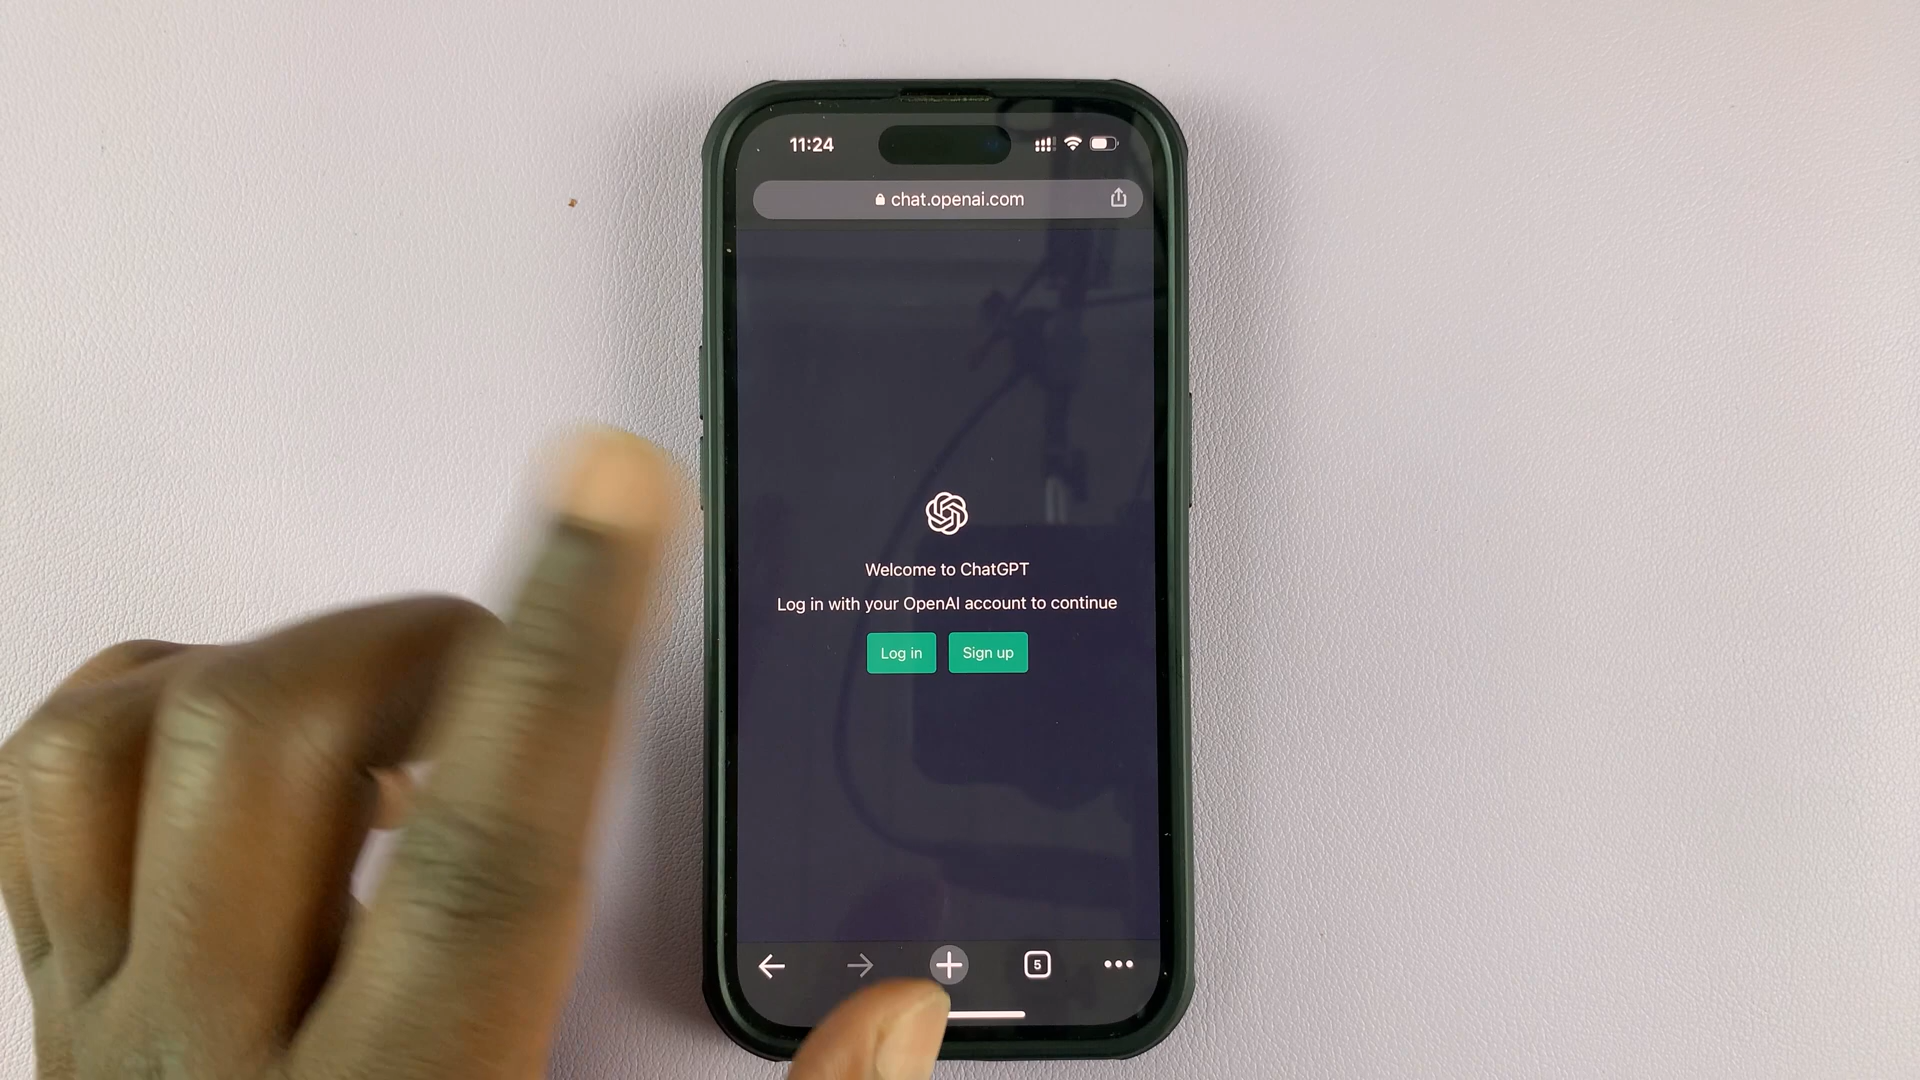 11:24
chat.openai.com
Welcome to ChatGPT
Log in with your OpenAI account to continue
Log in
Sign up
5